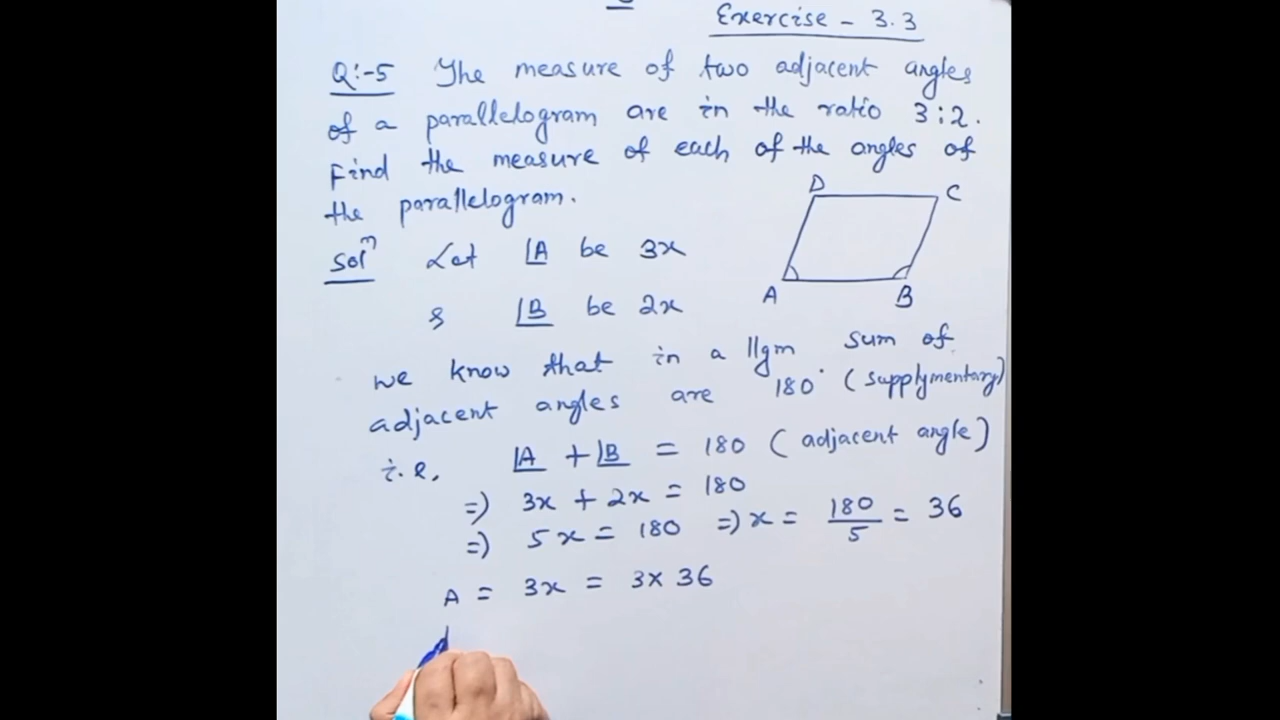 Exercise - 3.3
Q:-5 The measure of two adjacent angles
of a parallelogram are in the ratio 3:2.
Find the measure of each of the angles of
the parallelogram.
D C
Solⁿ Let ∠A be 3x
A B
& ∠B be 2x
we know that in a ||gm sum of
adjacent angles are 180° (supplymentary)
i.e, ∠A + ∠B = 180 (adjacent angle)
=) 3x + 2x = 180
=) 5x = 180 =) x = 180/5 = 36
A = 3x = 3x 36